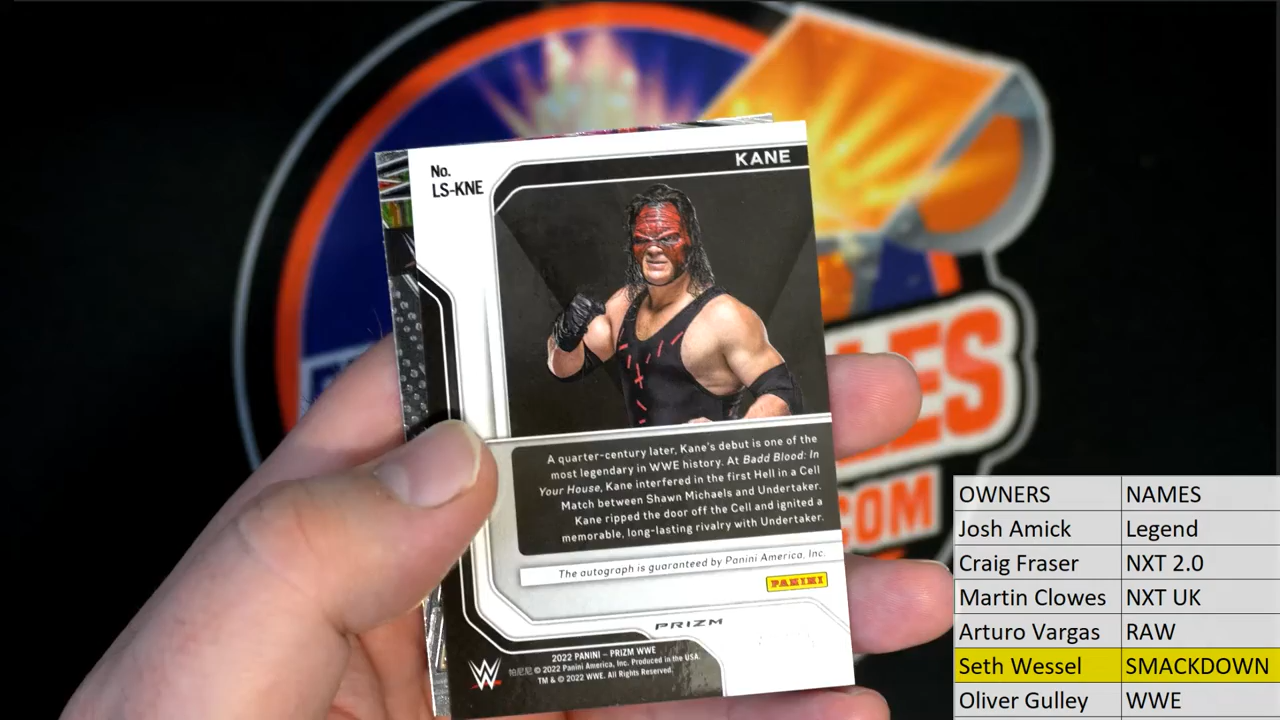 KANE
No.
LS-KNE
A quarter-century later, Kane's debut is one of the
most legendary in WWE history. At Badd Blood: In
Your House, Kane interfered in the first Hell in a Cell
Match between Shawn Michaels and Undertaker.
Kane ripped the door off the Cell and ignited a
memorable, long-lasting rivalry with Undertaker.
The autograph is guaranteed by Panini America, Inc.
PANINI
PRIZM
2022 PANINI – PRIZM WWE
帕尼尼 © 2022 Panini America, Inc. Produced in the USA.
TM & © 2022 WWE. All Rights Reserved.
W
LES
.COM
OWNERS NAMES
Josh Amick Legend
Craig Fraser NXT 2.0
Martin Clowes NXT UK
Arturo Vargas RAW
Seth Wessel SMACKDOWN
Oliver Gulley WWE